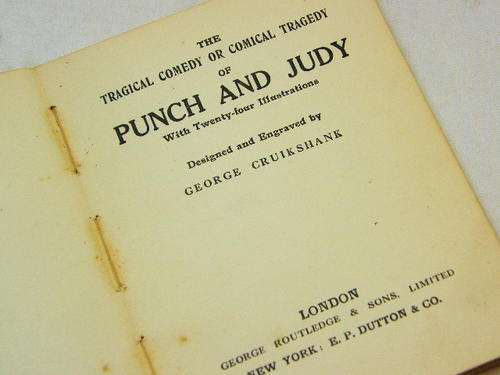 THE
TRAGICAL COMEDY OR COMICAL TRAGEDY
OF
PUNCH AND JUDY
With Twenty-four Illustrations
Designed and Engraved by
GEORGE CRUIKSHANK
LONDON
GEORGE ROUTLEDGE & SONS, LIMITED
NEW YORK: E. P. DUTTON & CO.